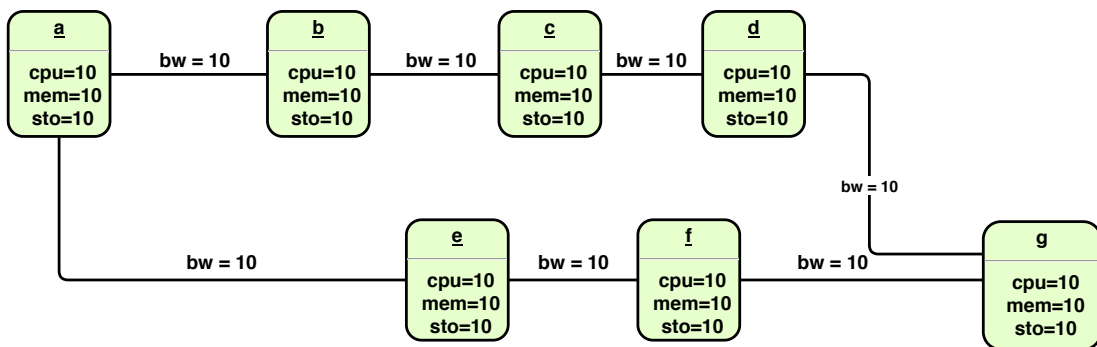 a
b
c
d
bw = 10
bw = 10
bw = 10
cpu=10
mem=10
sto=10
cpu=10
mem=10
sto=10
cpu=10
mem=10
sto=10
cpu=10
mem=10
sto=10
bw = 10
e
f
g
bw = 10
bw = 10
bw = 10
cpu=10
mem=10
sto=10
cpu=10
mem=10
sto=10
cpu=10
mem=10
sto=10